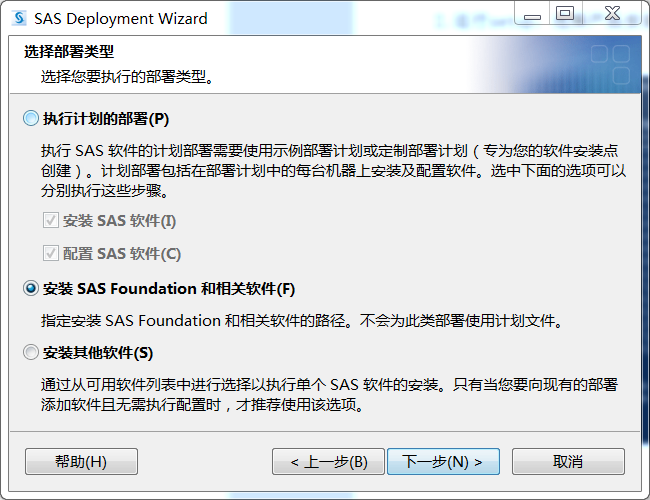 SAS Deployment Wizard
选择部署类型
选择您要执行的部署类型。
执行计划的部署(P)
执行 SAS 软件的计划部署需要使用示例部署计划或定制部署计划（专为您的软件安装点
创建）。计划部署包括在部署计划中的每台机器上安装及配置软件。选中下面的选项可以
分别执行这些步骤。
安装 SAS 软件(I)
配置 SAS 软件(C)
安装 SAS Foundation 和相关软件(F)
指定安装 SAS Foundation 和相关软件的路径。不会为此类部署使用计划文件。
安装其他软件(S)
通过从可用软件列表中进行选择以执行单个 SAS 软件的安装。只有当您要向现有的部署
添加软件且无需执行配置时，才推荐使用该选项。
帮助(H)
< 上一步(B)
下一步(N) >
取消